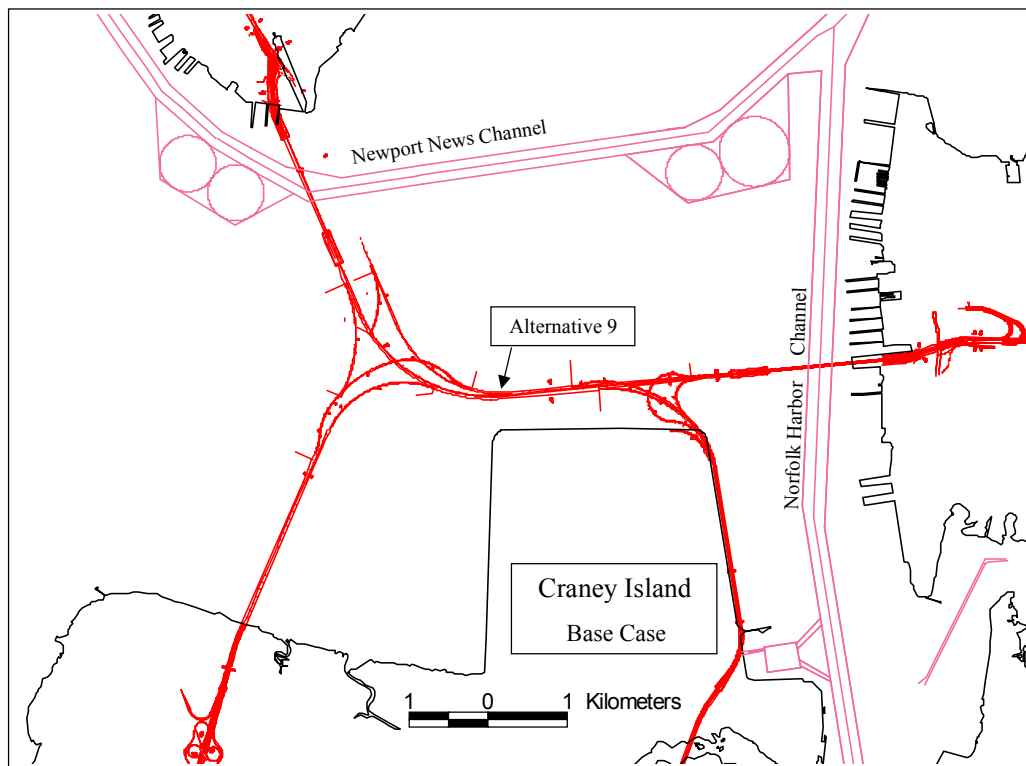 Newport News Channel
Alternative 9
Norfolk Harbor Channel
Craney Island
Base Case
1 0 1 Kilometers